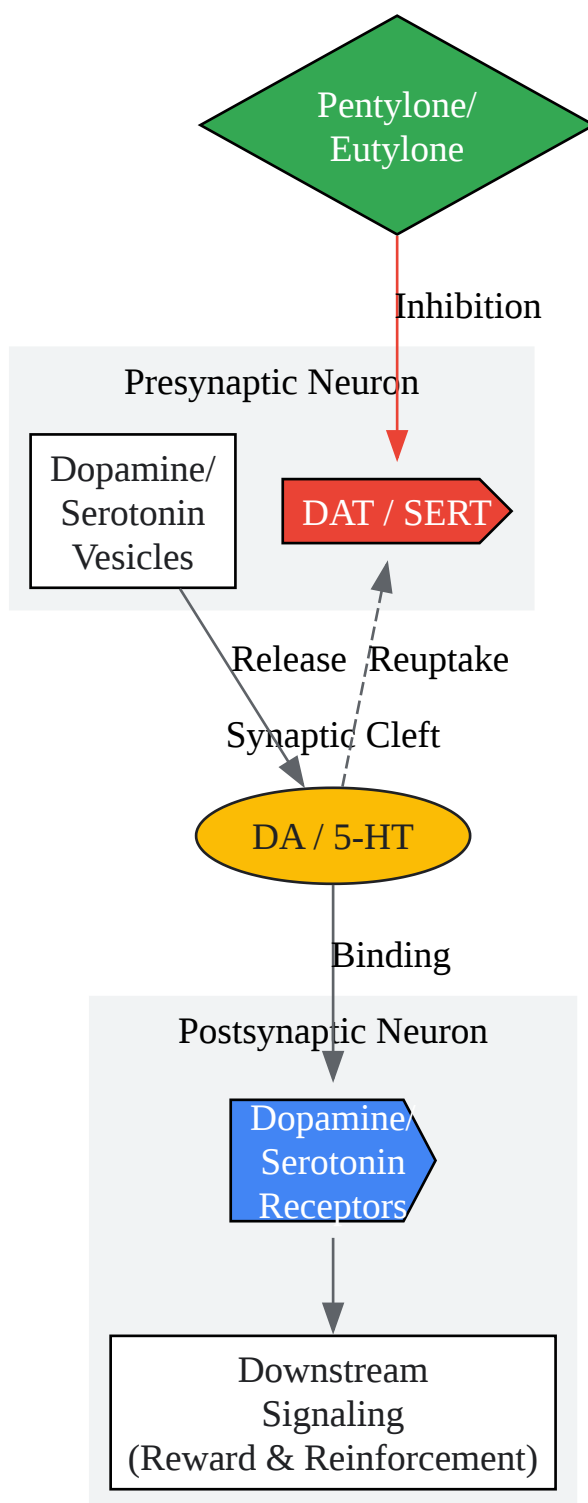 Pentylone/
Eutylone
Inhibition
Presynaptic Neuron
Dopamine/
Serotonin
Vesicles
DAT / SERT
Release
Reuptake
Synaptic Cleft
DA / 5-HT
Binding
Postsynaptic Neuron
Dopamine/
Serotonin
Receptors
Downstream
Signaling
(Reward & Reinforcement)